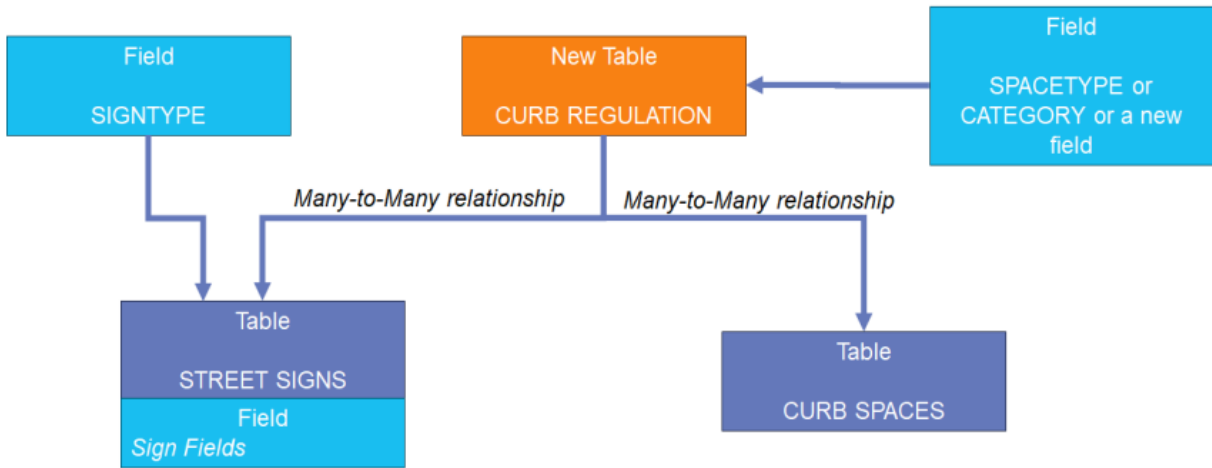 Field
SIGNTYPE
New Table
CURB REGULATION
Field
SPACETYPE or
CATEGORY or a new
field
Many-to-Many relationship
Many-to-Many relationship
Table
STREET SIGNS
Field
Sign Fields
Table
CURB SPACES